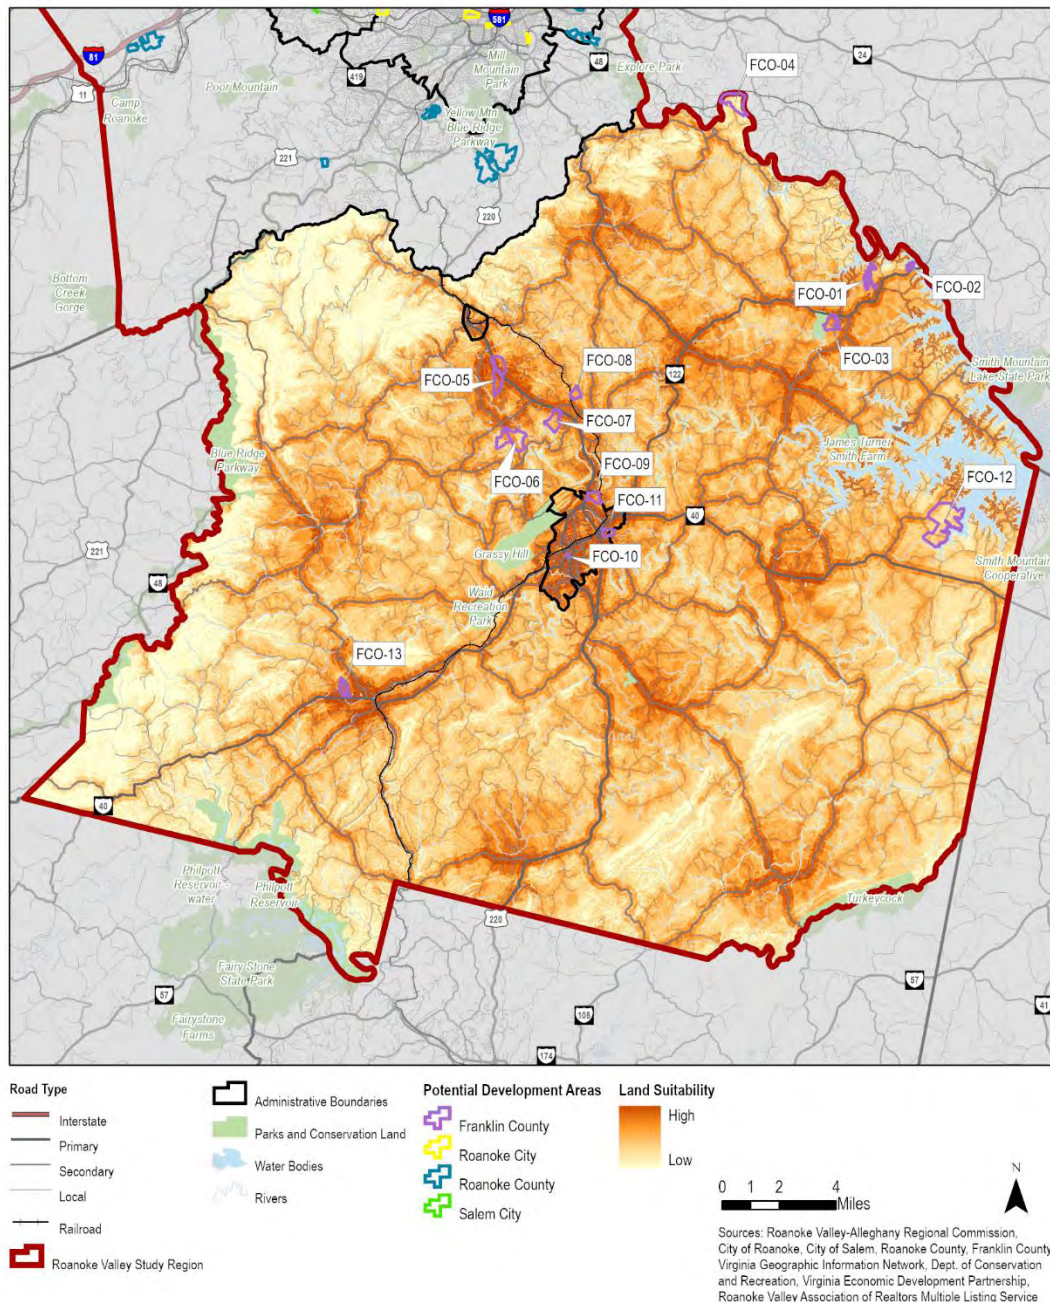 581
81
11
419
48
24
Mill
Mountain
Park
Explore Park
FCO-04
Poor Mountain
Camp
Roanoke
Yellow Mtn
Blue Ridge
Parkway
221
220
Bottom
Creek
Gorge
FCO-01
FCO-02
FCO-03
Smith Mountain
Lake State Park
FCO-08
122
FCO-05
FCO-07
James Turner
Smith Farm
Blue Ridge
Parkway
FCO-09
FCO-06
FCO-12
FCO-11
40
221
Grassy Hill
FCO-10
Smith Mountain
Cooperative
48
Waid
Recreation
Park
FCO-13
40
Philpott
Reservoir -
water
Philpott
Reservoir
Turkeycock
220
Fairy Stone
State Park
57
57
Fairystone
Farms
108
41
174
Road Type
Interstate
Primary
Secondary
Local
Railroad
Roanoke Valley Study Region
Administrative Boundaries
Parks and Conservation Land
Water Bodies
Rivers
Potential Development Areas
Franklin County
Roanoke City
Roanoke County
Salem City
Land Suitability
High
Low
N
0 1 2 4
Miles
Sources: Roanoke Valley-Alleghany Regional Commission,
City of Roanoke, City of Salem, Roanoke County, Franklin County
Virginia Geographic Information Network, Dept. of Conservation
and Recreation, Virginia Economic Development Partnership,
Roanoke Valley Association of Realtors Multiple Listing Service